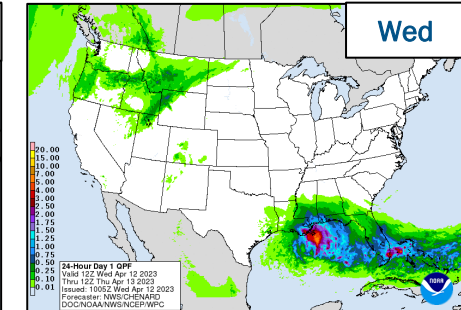 Wed
20.00
15.00
10.00
7.00
5.00
4.00
3.00
2.50
2.00
1.75
1.50
1.25
1.00
0.75
0.50
0.25
0.10
0.01
24-Hour Day 1 QPF
Valid 12Z Wed Apr 12 2023
Thru 12Z Thu Apr 13 2023
Issued: 1005Z Wed Apr 12 2023
Forecaster: NWS/CHENARD
DOC/NOAA/NWS/NCEP/WPC
NOAA